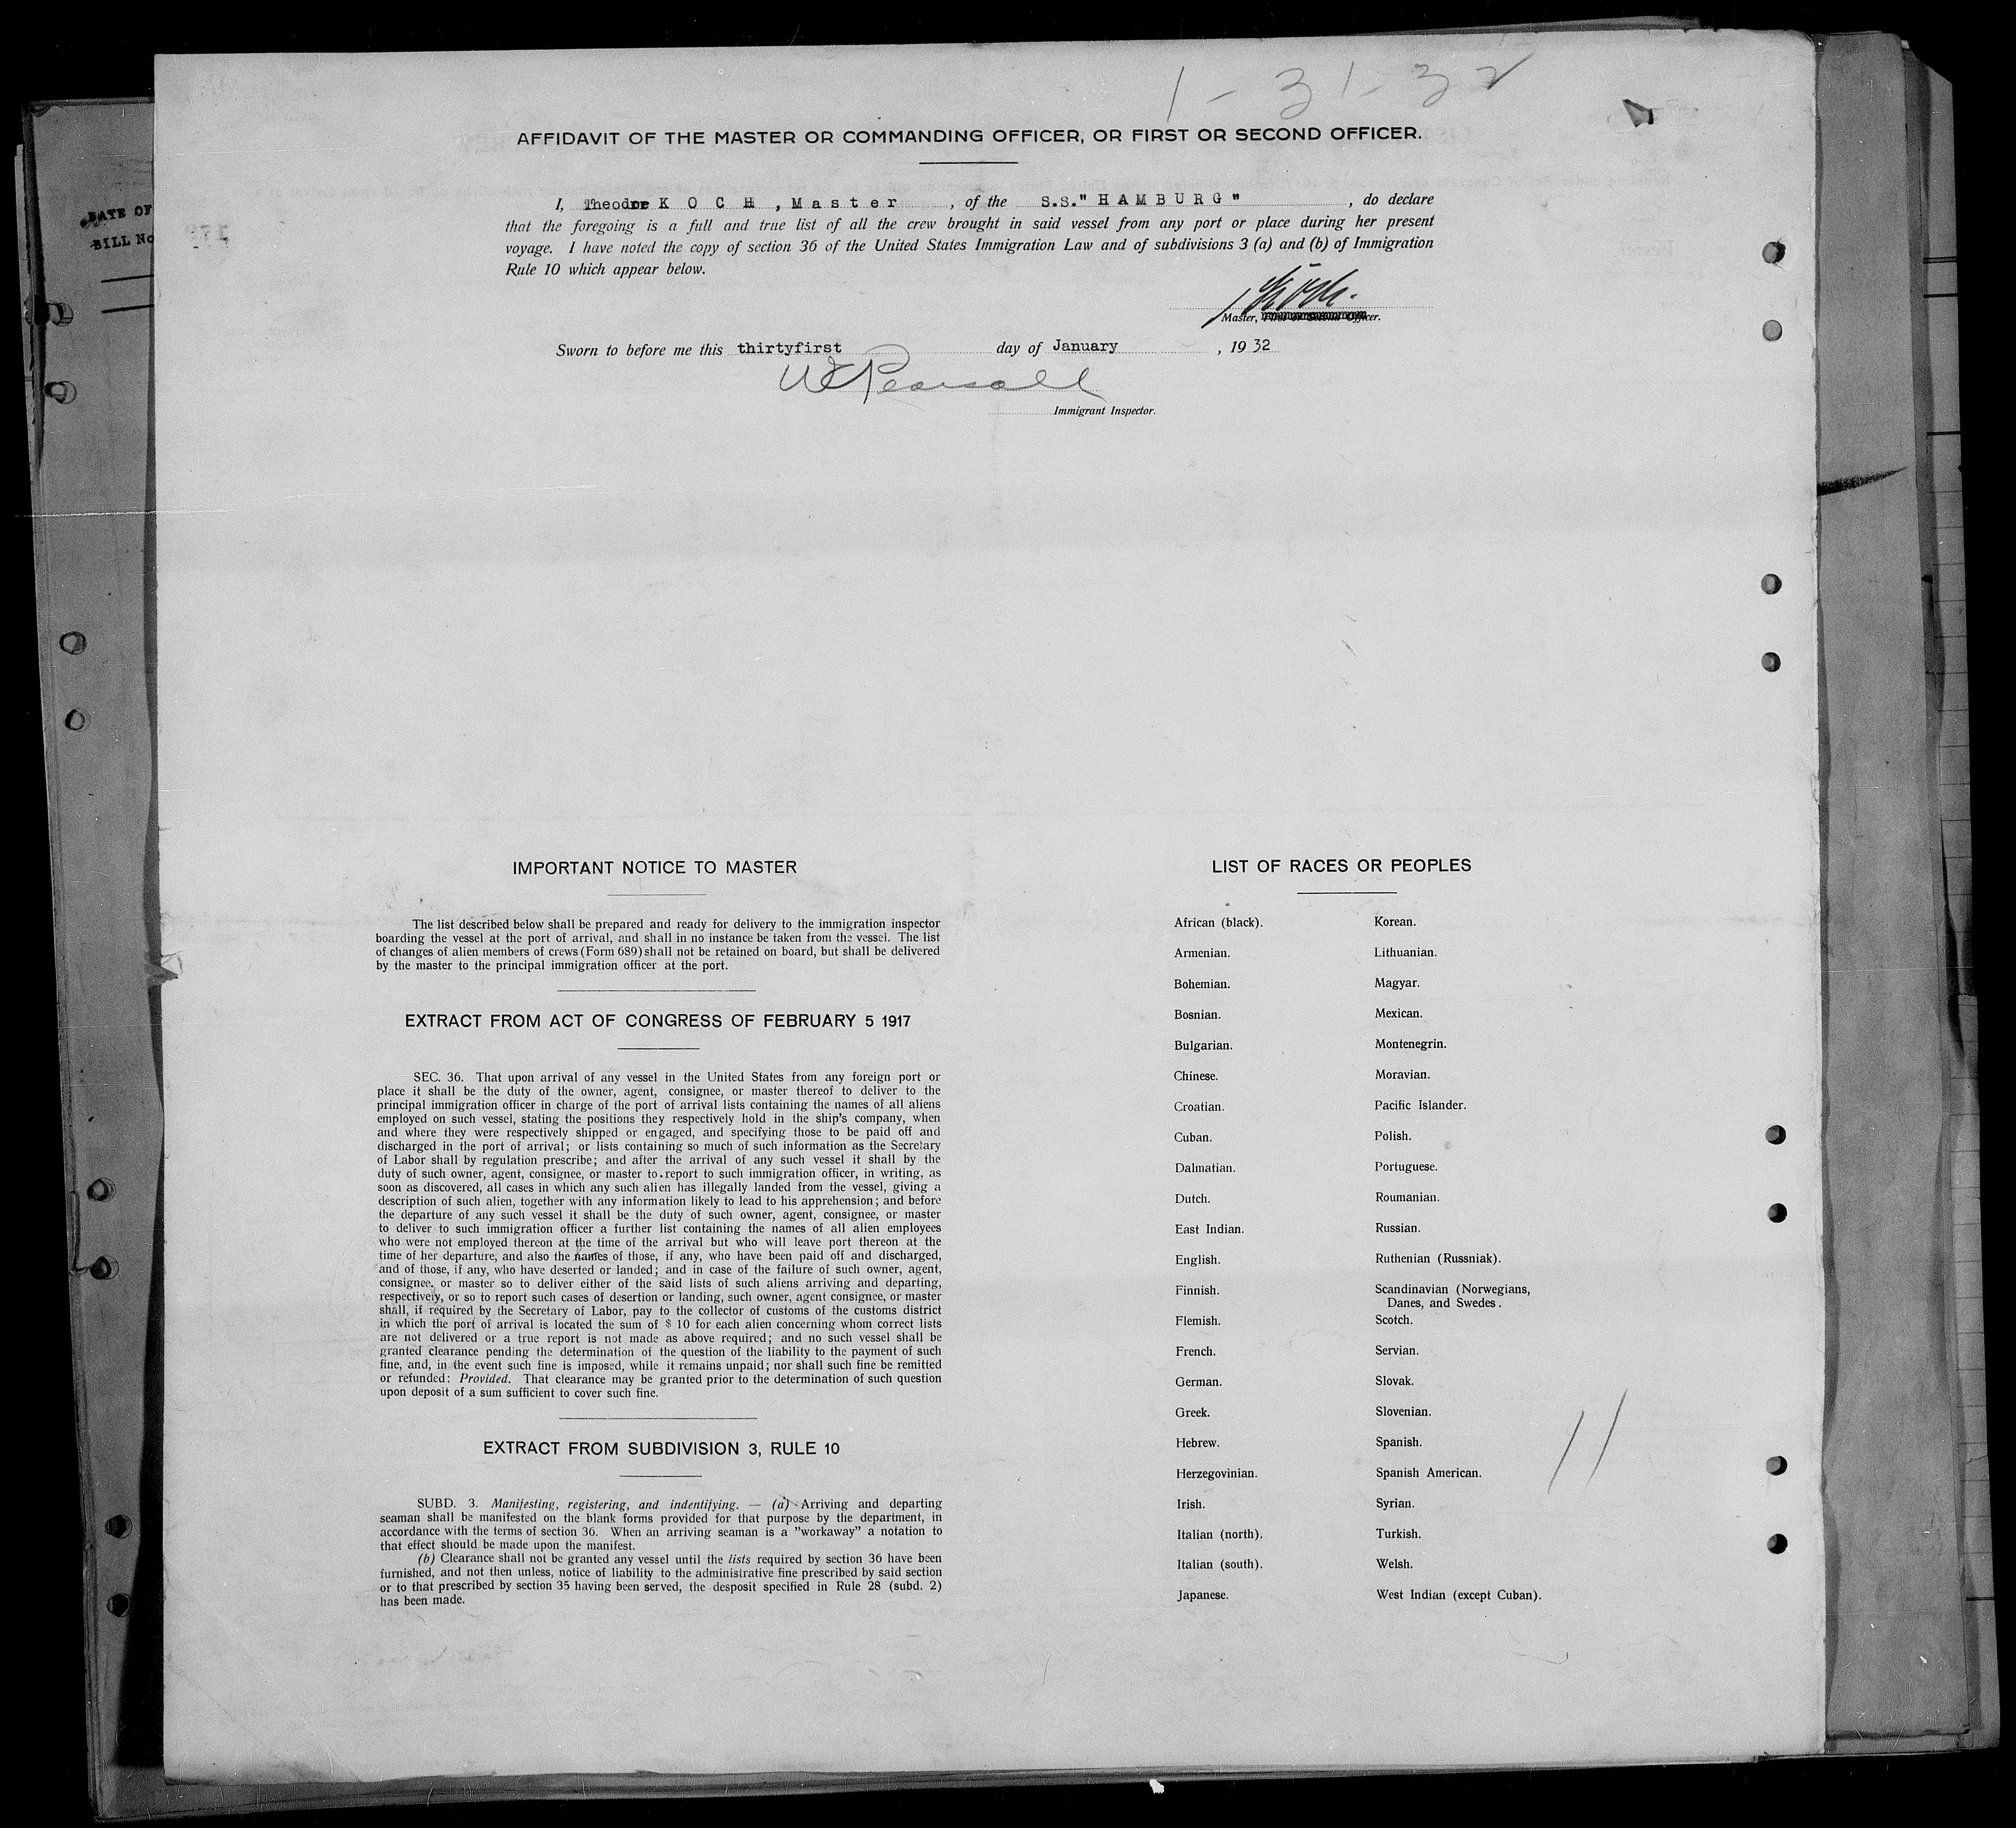 1-31-32
AFFIDAVIT OF THE MASTER OR COMMANDING OFFICER, OR FIRST OR SECOND OFFICER.
I, Theodor K O C H , M a s t e r , of the S.S." H A M B U R G " , do declare
that the foregoing is a full and true list of all the crew brought in said vessel from any port or place during her present
voyage. I have noted the copy of section 36 of the United States Immigration Law and of subdivisions 3 (a) and (b) of Immigration
Rule 10 which appear below.
Koch.
Master, First or Second Officer.
Sworn to before me this thirtyfirst day of January , 19 32
W Pearsall
Immigrant Inspector.
DATE OF
BILL No
IMPORTANT NOTICE TO MASTER
The list described below shall be prepared and ready for delivery to the immigration inspector
boarding the vessel at the port of arrival, and shall in no instance be taken from the vessel. The list
of changes of alien members of crews (Form 689) shall not be retained on board, but shall be delivered
by the master to the principal immigration officer at the port.
EXTRACT FROM ACT OF CONGRESS OF FEBRUARY 5 1917
SEC. 36. That upon arrival of any vessel in the United States from any foreign port or
place it shall be the duty of the owner, agent, consignee, or master thereof to deliver to the
principal immigration officer in charge of the port of arrival lists containing the names of all aliens
employed on such vessel, stating the positions they respectively hold in the ship's company, when
and where they were respectively shipped or engaged, and specifying those to be paid off and
discharged in the port of arrival; or lists containing so much of such information as the Secretary
of Labor shall by regulation prescribe; and after the arrival of any such vessel it shall by the
duty of such owner, agent, consignee, or master to report to such immigration officer, in writing, as
soon as discovered, all cases in which any such alien has illegally landed from the vessel, giving a
description of such alien, together with any information likely to lead to his apprehension; and before
the departure of any such vessel it shall be the duty of such owner, agent, consignee, or master
to deliver to such immigration officer a further list containing the names of all alien employees
who were not employed thereon at the time of the arrival but who will leave port thereon at the
time of her departure, and also the names of those, if any, who have been paid off and discharged,
and of those, if any, who have deserted or landed; and in case of the failure of such owner, agent,
consignee, or master so to deliver either of the said lists of such aliens arriving and departing,
respectively, or so to report such cases of desertion or landing, such owner, agent consignee, or master
shall, if required by the Secretary of Labor, pay to the collector of customs of the customs district
in which the port of arrival is located the sum of $ 10 for each alien concerning whom correct lists
are not delivered or a true report is not made as above required; and no such vessel shall be
granted clearance pending the determination of the question of the liability to the payment of such
fine, and, in the event such fine is imposed, while it remains unpaid; nor shall such fine be remitted
or refunded: Provided. That clearance may be granted prior to the determination of such question
upon deposit of a sum sufficient to cover such fine.
EXTRACT FROM SUBDIVISION 3, RULE 10
SUBD. 3. Manifesting, registering, and indentifying. — (a) Arriving and departing
seaman shall be manifested on the blank forms provided for that purpose by the department, in
accordance with the terms of section 36. When an arriving seaman is a "workaway" a notation to
that effect should be made upon the manifest.
(b) Clearance shall not be granted any vessel until the lists required by section 36 have been
furnished, and not then unless, notice of liability to the administrative fine prescribed by said section
or to that prescribed by section 35 having been served, the desposit specified in Rule 28 (subd. 2)
has been made.
LIST OF RACES OR PEOPLES
African (black). Korean.
Armenian. Lithuanian.
Bohemian. Magyar.
Bosnian. Mexican.
Bulgarian. Montenegrin.
Chinese. Moravian.
Croatian. Pacific Islander.
Cuban. Polish.
Dalmatian. Portuguese.
Dutch. Roumanian.
East Indian. Russian.
English. Ruthenian (Russniak).
Finnish. Scandinavian (Norwegians,
Danes, and Swedes.
Flemish. Scotch.
French. Servian.
German. Slovak.
Greek. Slovenian.
Hebrew. Spanish.
Herzegovinian. Spanish American.
Irish. Syrian.
Italian (north). Turkish.
Italian (south). Welsh.
Japanese. West Indian (except Cuban).
11